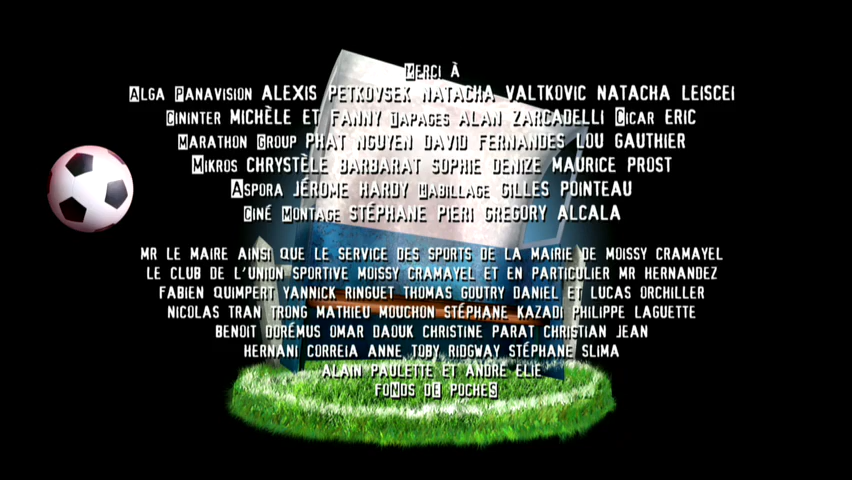 Merci À
Alga Panavision ALEXIS PETKOVSEK NATACHA VALTKOVIC NATACHA LEISCEI
Cininter MICHÈLE ET FANNY Dapages ALAN ZARCADELLI Cicar ERIC
Marathon Group PHAT NGUYEN DAVID FERNANDES LOU GAUTHIER
Mikros CHRYSTÈLE BARBARAT SOPHIE DENIZE MAURICE PROST
Aspora JÉROME HARDY Habillage GILLES POINTEAU
Ciné Montage STÉPHANE PIERI GREGORY ALCALA
MR LE MAIRE AINSI QUE LE SERVICE DES SPORTS DE LA MAIRIE DE MOISSY CRAMAYEL
LE CLUB DE L'UNION SPORTIVE MOISSY CRAMAYEL ET EN PARTICULIER MR HERNANDEZ
FABIEN QUIMPERT YANNICK RINGUET THOMAS GOUTRY DANIEL ET LUCAS ORCHILLER
NICOLAS TRAN TRONG MATHIEU MOUCHON STÉPHANE KAZADI PHILIPPE LAGUETTE
BENOIT DORÉMUS OMAR DAOUK CHRISTINE PARAT CHRISTIAN JEAN
HERNANI CORREIA ANNE TOBY RIDGWAY STÉPHANE SLIMA
ALAIN PAULETTE ET ANDRÉ ELIE
FONDS DE POCHES